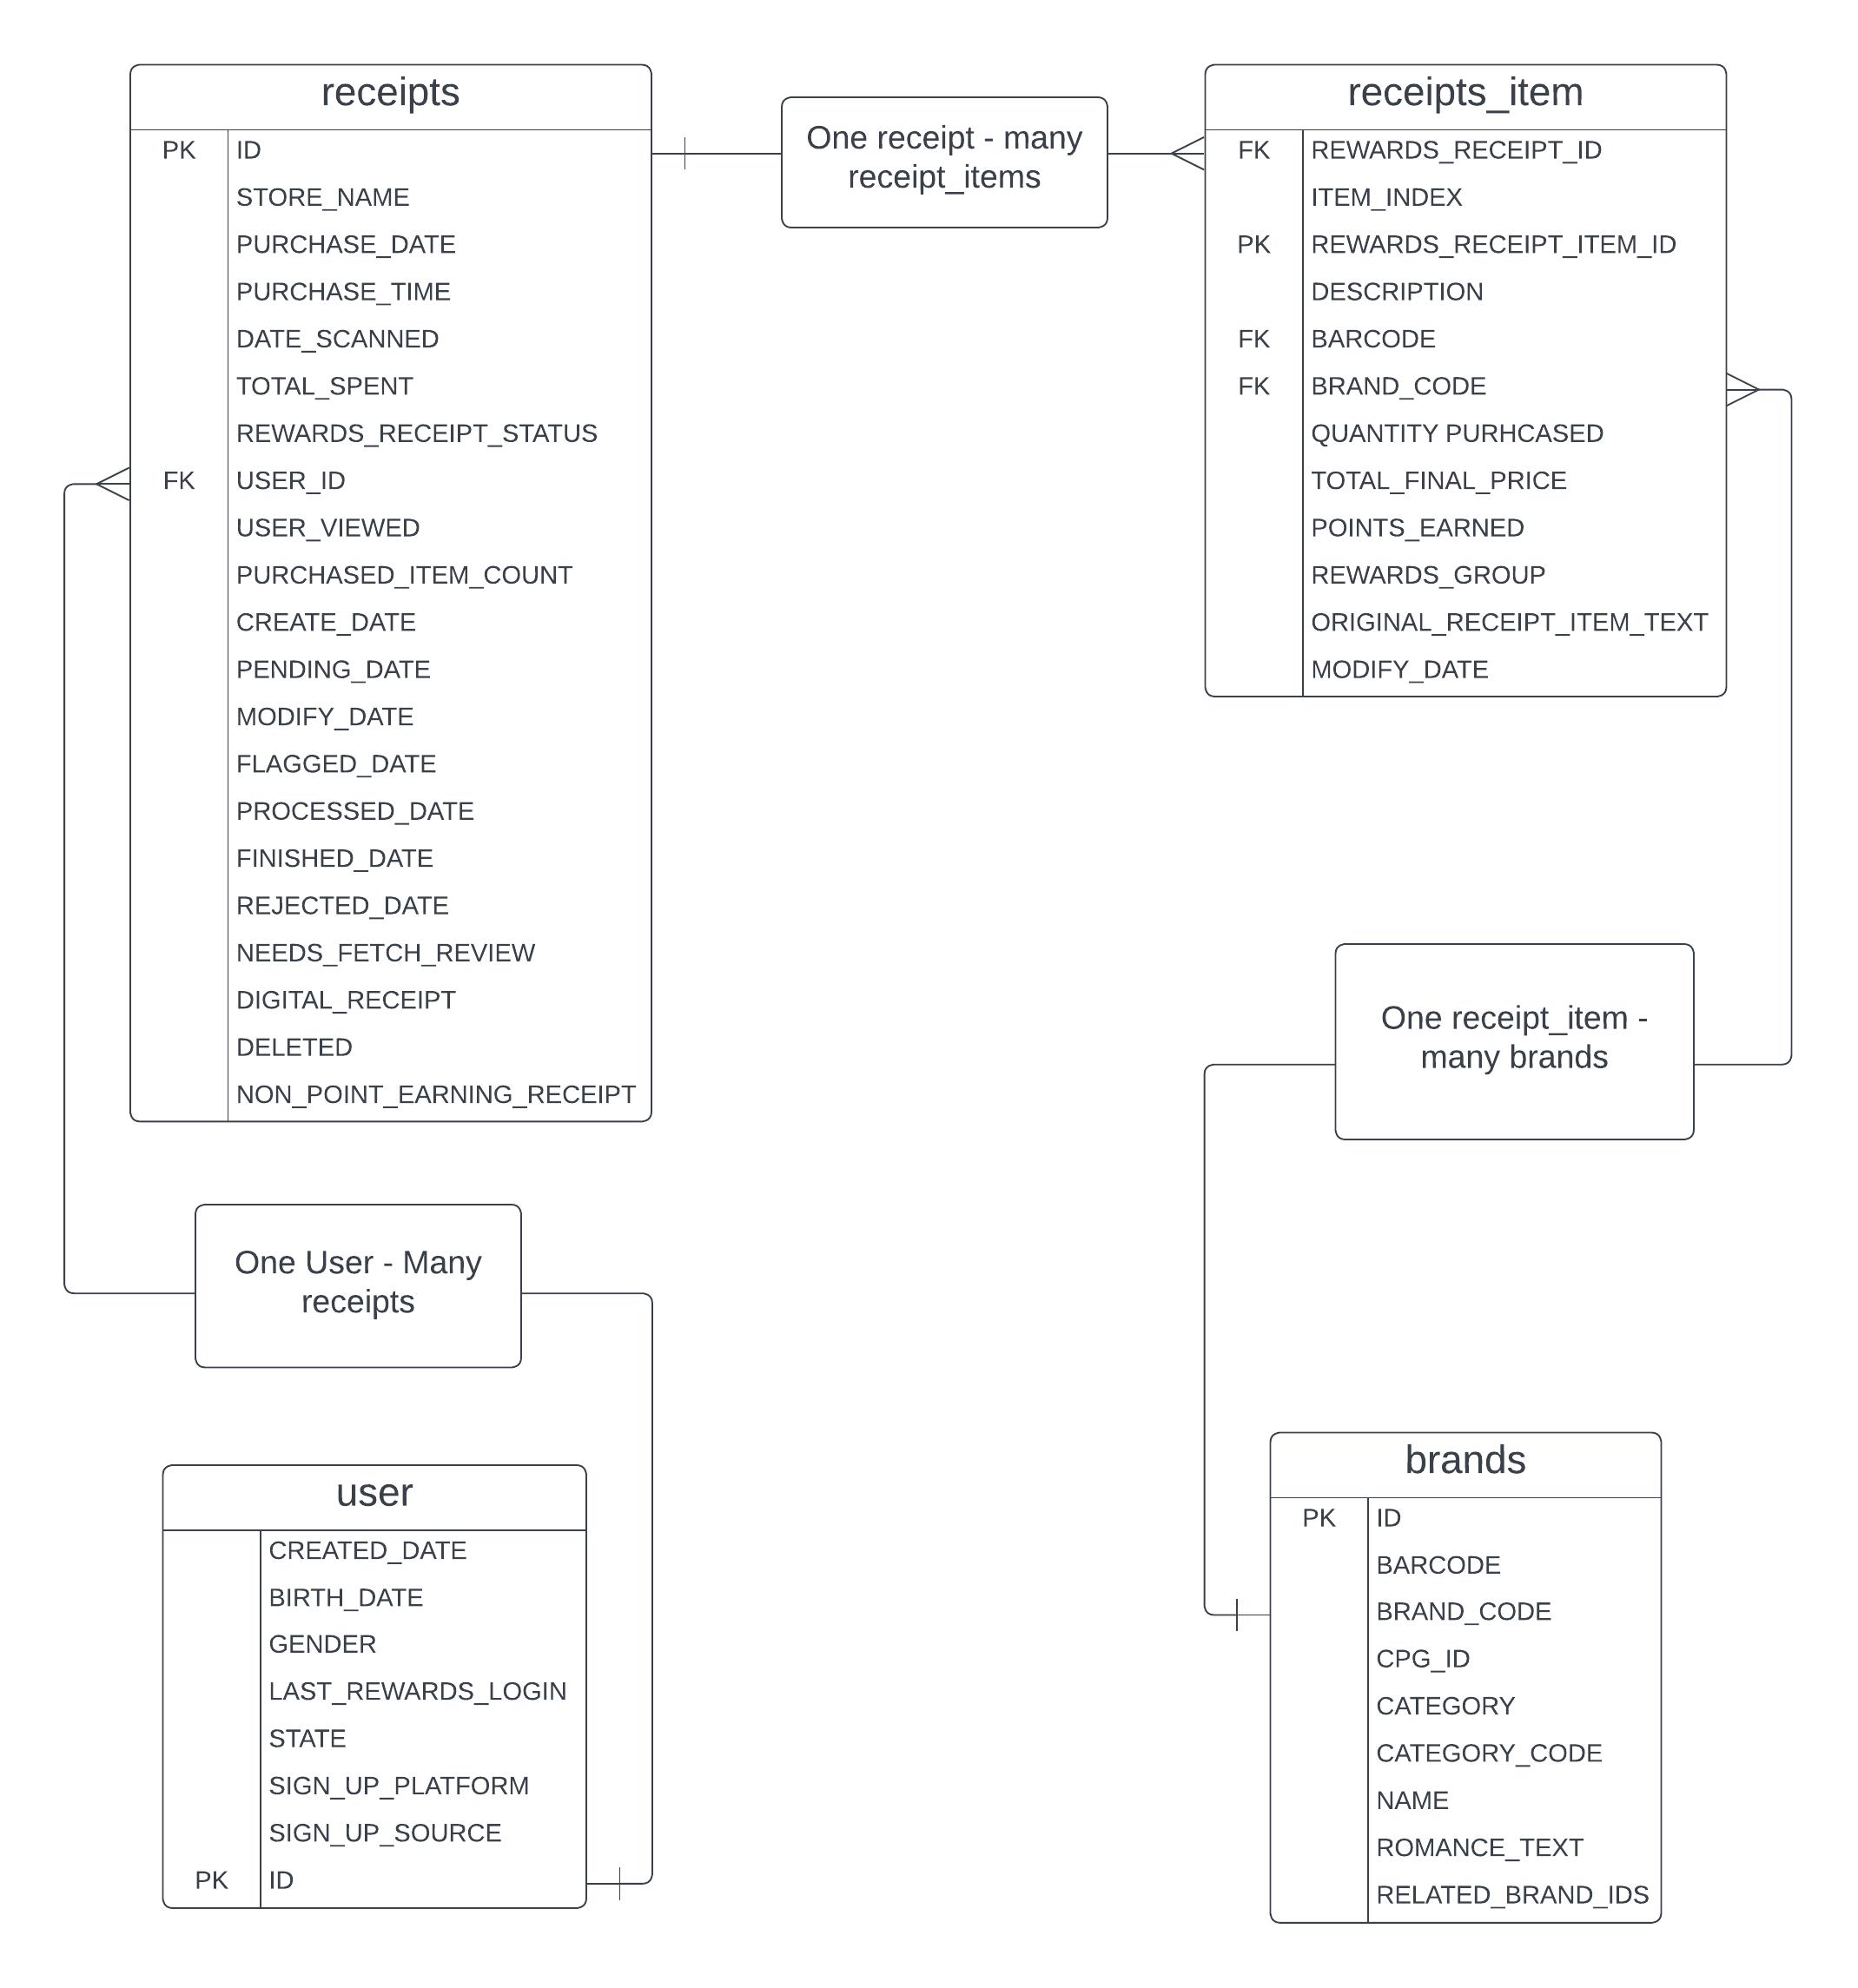 receipts
PK ID
STORE_NAME
PURCHASE_DATE
PURCHASE_TIME
DATE_SCANNED
TOTAL_SPENT
REWARDS_RECEIPT_STATUS
FK USER_ID
USER_VIEWED
PURCHASED_ITEM_COUNT
CREATE_DATE
PENDING_DATE
MODIFY_DATE
FLAGGED_DATE
PROCESSED_DATE
FINISHED_DATE
REJECTED_DATE
NEEDS_FETCH_REVIEW
DIGITAL_RECEIPT
DELETED
NON_POINT_EARNING_RECEIPT
One receipt - many
receipt_items
receipts_item
FK REWARDS_RECEIPT_ID
ITEM_INDEX
PK REWARDS_RECEIPT_ITEM_ID
DESCRIPTION
FK BARCODE
FK BRAND_CODE
QUANTITY PURHCASED
TOTAL_FINAL_PRICE
POINTS_EARNED
REWARDS_GROUP
ORIGINAL_RECEIPT_ITEM_TEXT
MODIFY_DATE
One receipt_item -
many brands
One User - Many
receipts
user
CREATED_DATE
BIRTH_DATE
GENDER
LAST_REWARDS_LOGIN
STATE
SIGN_UP_PLATFORM
SIGN_UP_SOURCE
PK ID
brands
PK ID
BARCODE
BRAND_CODE
CPG_ID
CATEGORY
CATEGORY_CODE
NAME
ROMANCE_TEXT
RELATED_BRAND_IDS